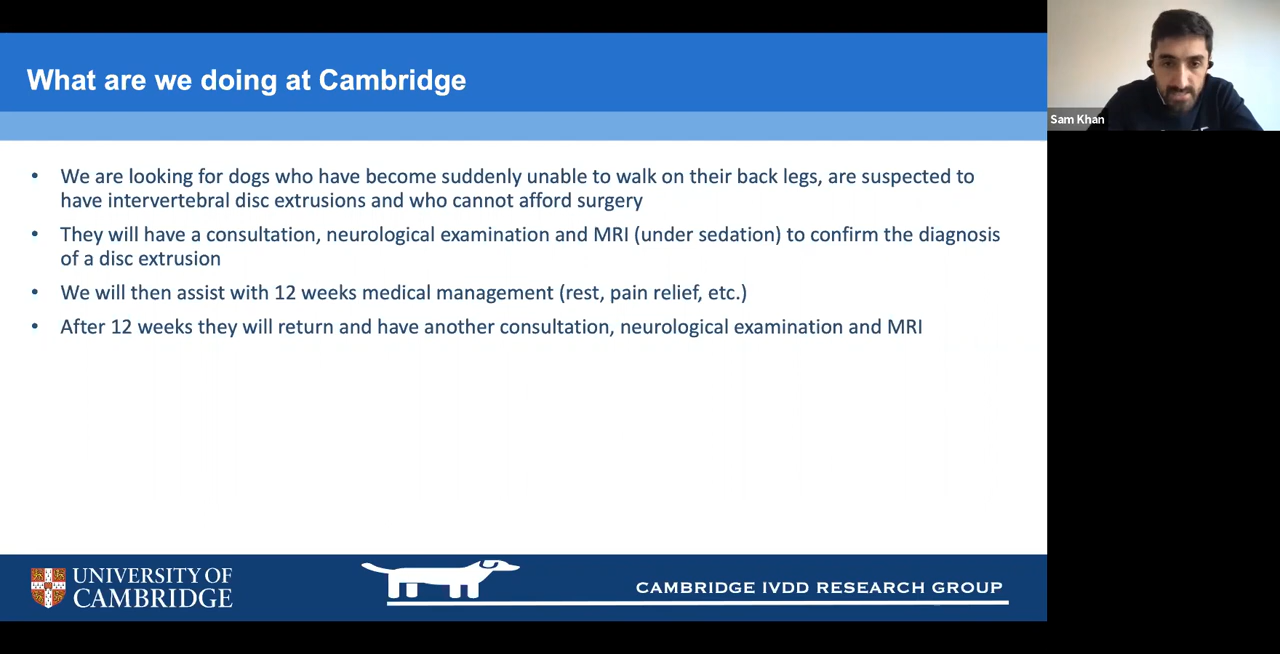 What are we doing at Cambridge
Sam Khan
• We are looking for dogs who have become suddenly unable to walk on their back legs, are suspected to
have intervertebral disc extrusions and who cannot afford surgery
• They will have a consultation, neurological examination and MRI (under sedation) to confirm the diagnosis
of a disc extrusion
• We will then assist with 12 weeks medical management (rest, pain relief, etc.)
• After 12 weeks they will return and have another consultation, neurological examination and MRI
UNIVERSITY OF
CAMBRIDGE
CAMBRIDGE IVDD RESEARCH GROUP